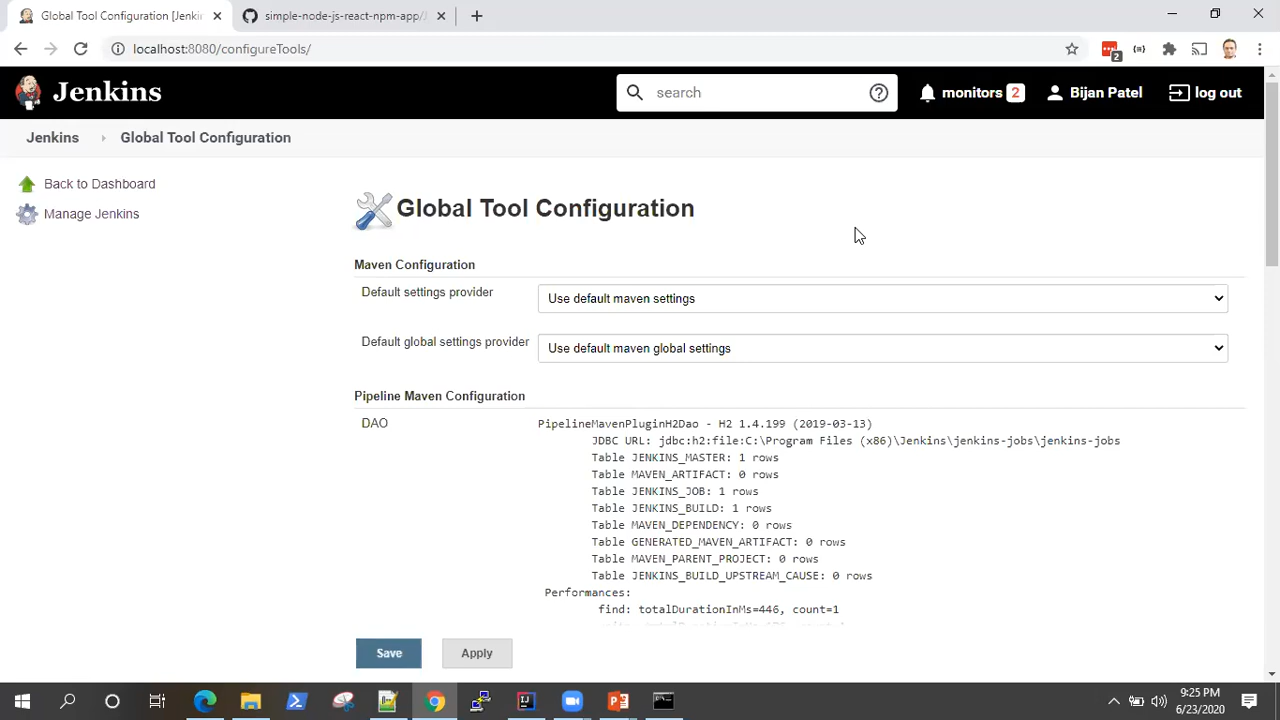 Global Tool Configuration [Jenki
simple-node-js-react-npm-app/J
localhost:8080/configureTools/
2
Jenkins
search
monitors 2
Bijan Patel
log out
Jenkins
Global Tool Configuration
Back to Dashboard
Manage Jenkins
Global Tool Configuration
Maven Configuration
Default settings provider
Use default maven settings
Default global settings provider
Use default maven global settings
Pipeline Maven Configuration
DAO
PipelineMavenPluginH2Dao - H2 1.4.199 (2019-03-13)
JDBC URL: jdbc:h2:file:C:\Program Files (x86)\Jenkins\jenkins-jobs\jenkins-jobs
Table JENKINS_MASTER: 1 rows
Table MAVEN_ARTIFACT: 0 rows
Table JENKINS_JOB: 1 rows
Table JENKINS_BUILD: 1 rows
Table MAVEN_DEPENDENCY: 0 rows
Table GENERATED_MAVEN_ARTIFACT: 0 rows
Table MAVEN_PARENT_PROJECT: 0 rows
Table JENKINS_BUILD_UPSTREAM_CAUSE: 0 rows
Performances:
find: totalDurationInMs=446, count=1
Save
Apply
9:25 PM
6/23/2020